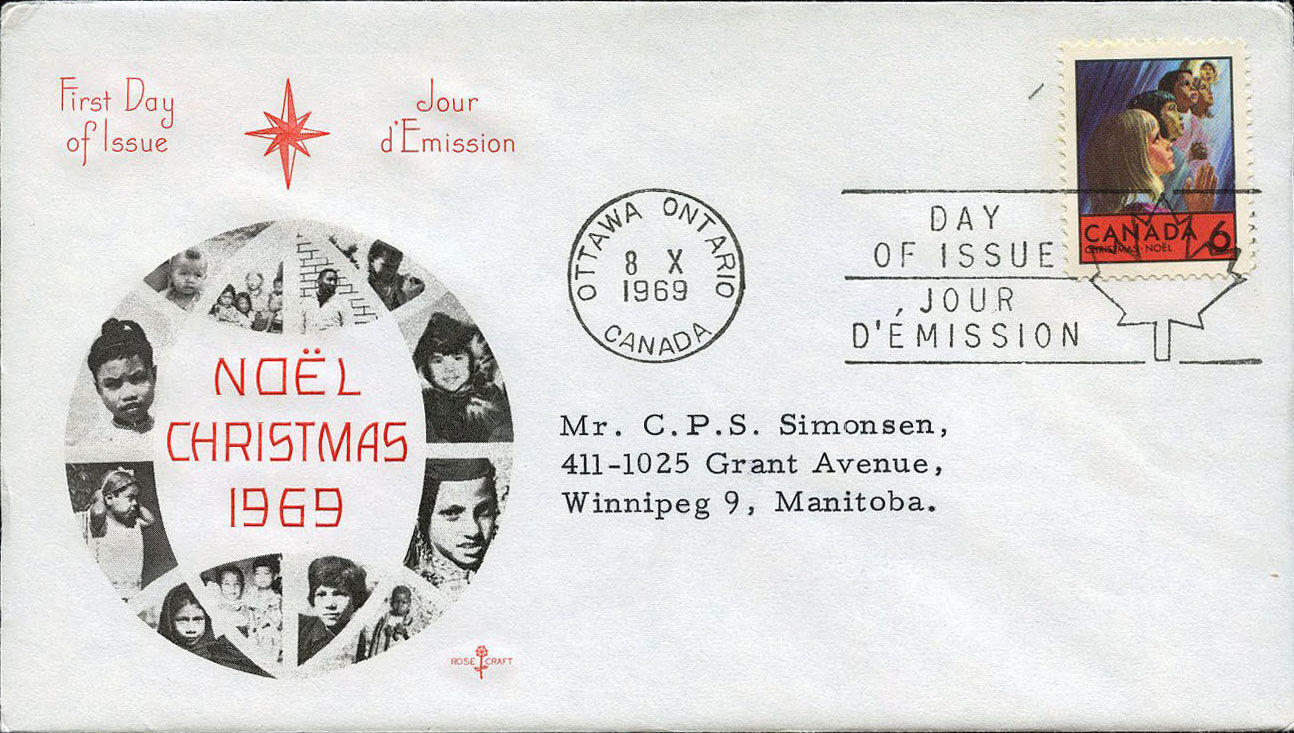 First Day
of Issue
Jour
d'Emission
NOËL
CHRISTMAS
1969
ROSE CRAFT
OTTAWA ONTARIO
8 X
1969
CANADA
DAY
OF ISSUE
JOUR
D'ÉMISSION
CANADA 6
CHRISTMAS·NOËL
Mr. C.P.S. Simonsen,
411-1025 Grant Avenue,
Winnipeg 9, Manitoba.